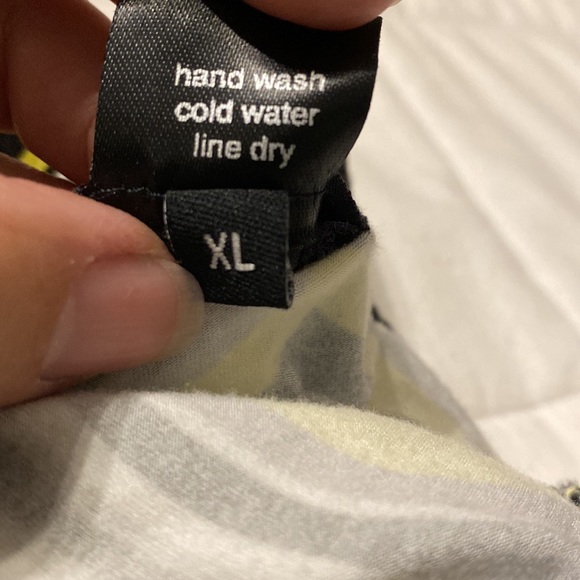 hand wash
cold water
line dry
XL